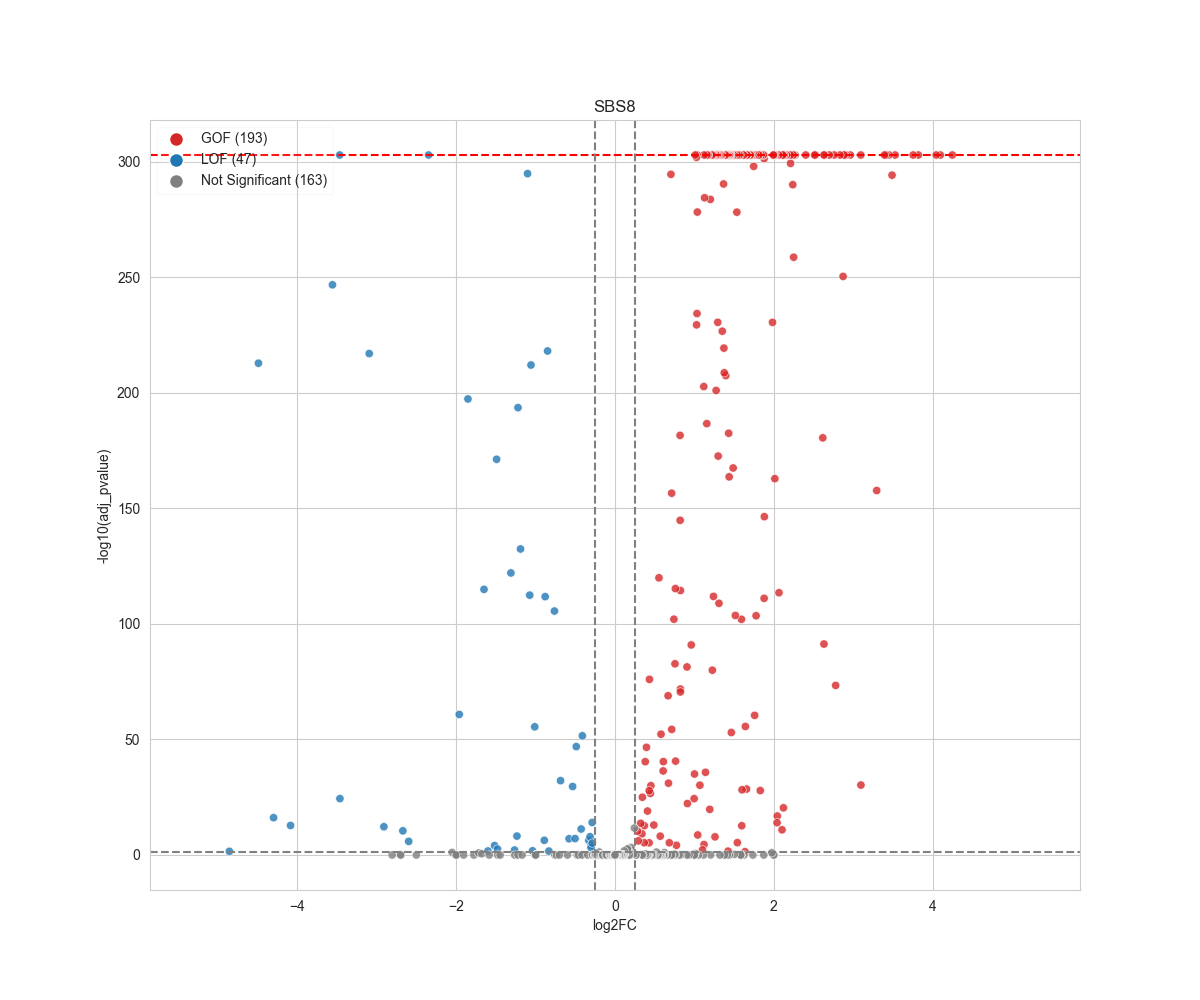 SBS8
GOF (193)
LOF (47)
Not Significant (163)
300
250
200
150
100
50
0
-log10(adj_pvalue)
−4 −2 0 2 4
log2FC